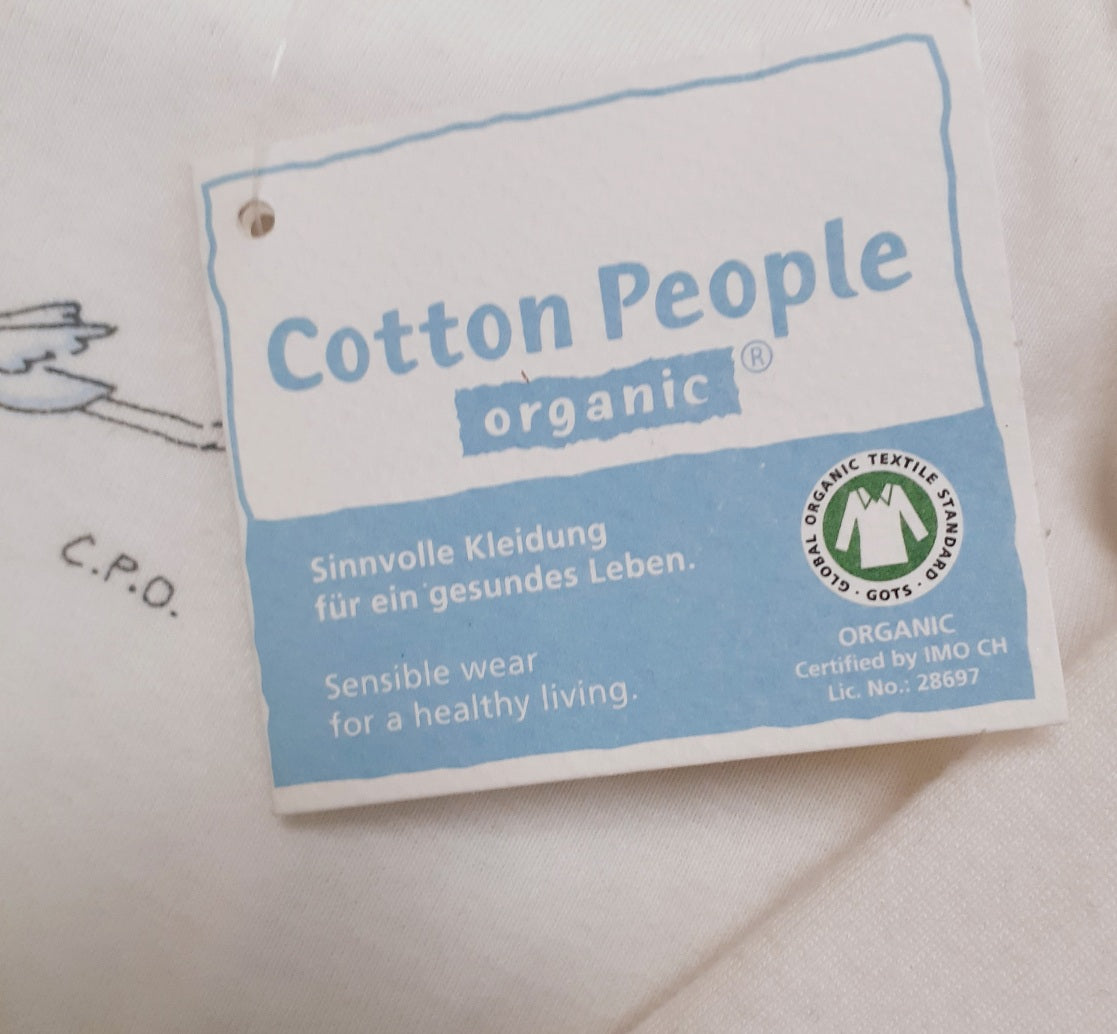 Cotton People
organic ®
Sinnvolle Kleidung
für ein gesundes Leben.
Sensible wear
for a healthy living.
GLOBAL ORGANIC TEXTILE STANDARD · GOTS ·
ORGANIC
Certified by IMO CH
Lic. No.: 28697
C.P.O.